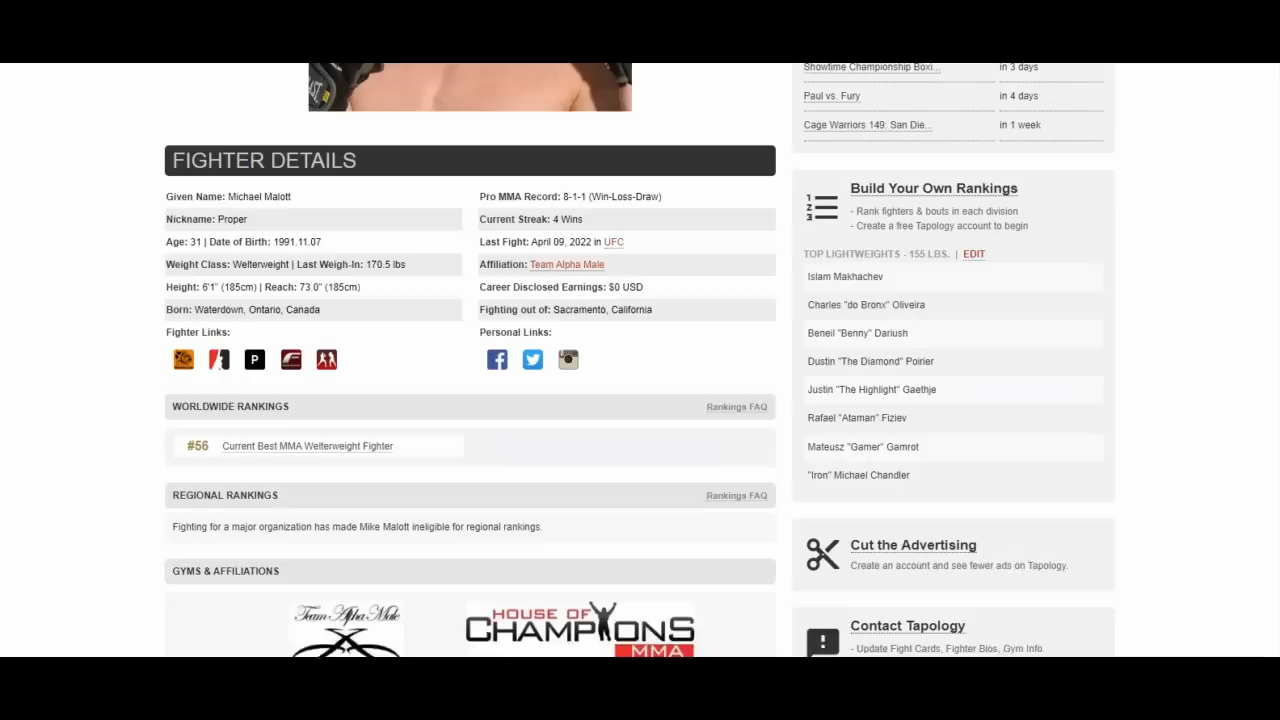 Showtime Championship Boxi... in 3 days
Paul vs. Fury in 4 days
Cage Warriors 149: San Die... in 1 week
FIGHTER DETAILS
Given Name: Michael Malott
Pro MMA Record: 8-1-1 (Win-Loss-Draw)
Nickname: Proper
Current Streak: 4 Wins
Age: 31 | Date of Birth: 1991.11.07
Last Fight: April 09, 2022 in UFC
Weight Class: Welterweight | Last Weigh-In: 170.5 lbs
Affiliation: Team Alpha Male
Height: 6'1" (185cm) | Reach: 73.0" (185cm)
Career Disclosed Earnings: $0 USD
Born: Waterdown, Ontario, Canada
Fighting out of: Sacramento, California
Fighter Links:
Personal Links:
P
WORLDWIDE RANKINGS
Rankings FAQ
#56 Current Best MMA Welterweight Fighter
REGIONAL RANKINGS
Rankings FAQ
Fighting for a major organization has made Mike Malott ineligible for regional rankings.
GYMS & AFFILIATIONS
Team Alpha Male
HOUSE OF
CHAMPIONS
MMA
Build Your Own Rankings
- Rank fighters & bouts in each division
- Create a free Tapology account to begin
TOP LIGHTWEIGHTS - 155 LBS. | EDIT
Islam Makhachev
Charles "do Bronx" Oliveira
Beneil "Benny" Dariush
Dustin "The Diamond" Poirier
Justin "The Highlight" Gaethje
Rafael "Ataman" Fiziev
Mateusz "Gamer" Gamrot
"Iron" Michael Chandler
Cut the Advertising
Create an account and see fewer ads on Tapology.
Contact Tapology
- Update Fight Cards, Fighter Bios, Gym Info.